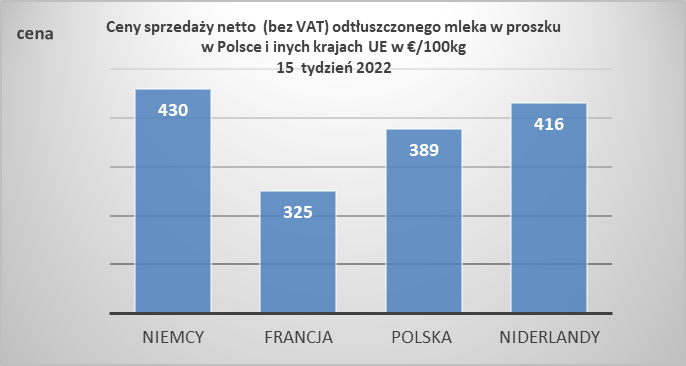 cena
Ceny sprzedaży netto (bez VAT) odtłuszczonego mleka w proszku
w Polsce i inych krajach UE w €/100kg
15 tydzień 2022
430
325
389
416
NIEMCY
FRANCJA
POLSKA
NIDERLANDY